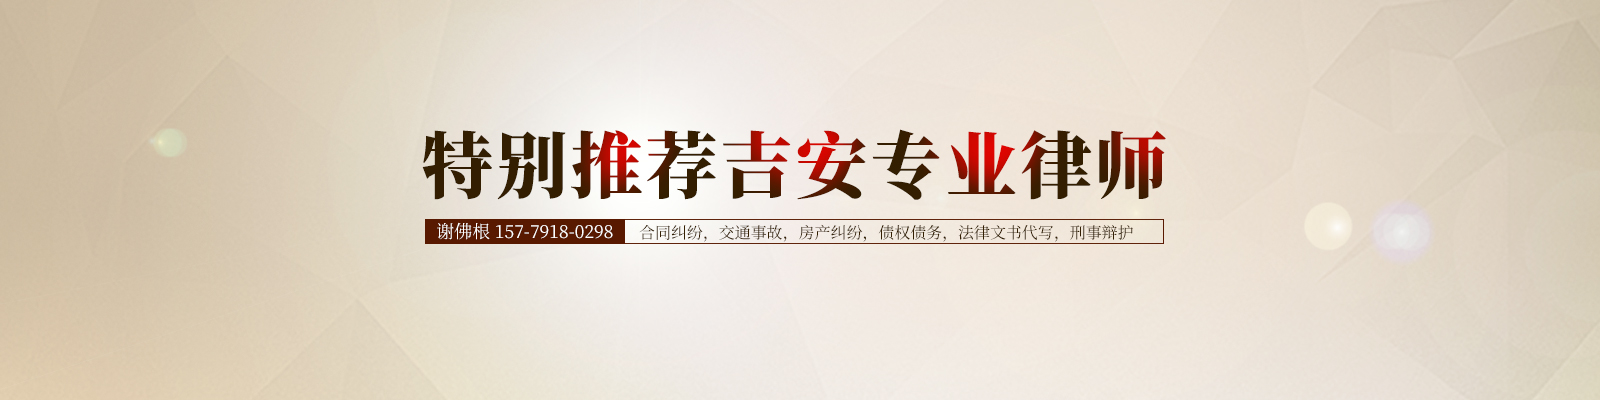 特别推荐吉安专业律师
谢佛根 157-7918-0298 合同纠纷，交通事故，房产纠纷，债权债务，法律文书代写，刑事辩护